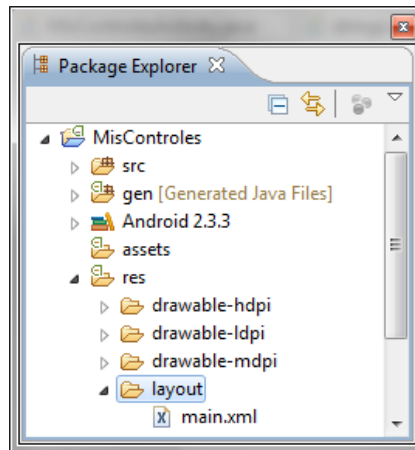 Package Explorer
MisControles
src
gen [Generated Java Files]
Android 2.3.3
assets
res
drawable-hdpi
drawable-ldpi
drawable-mdpi
layout
main.xml